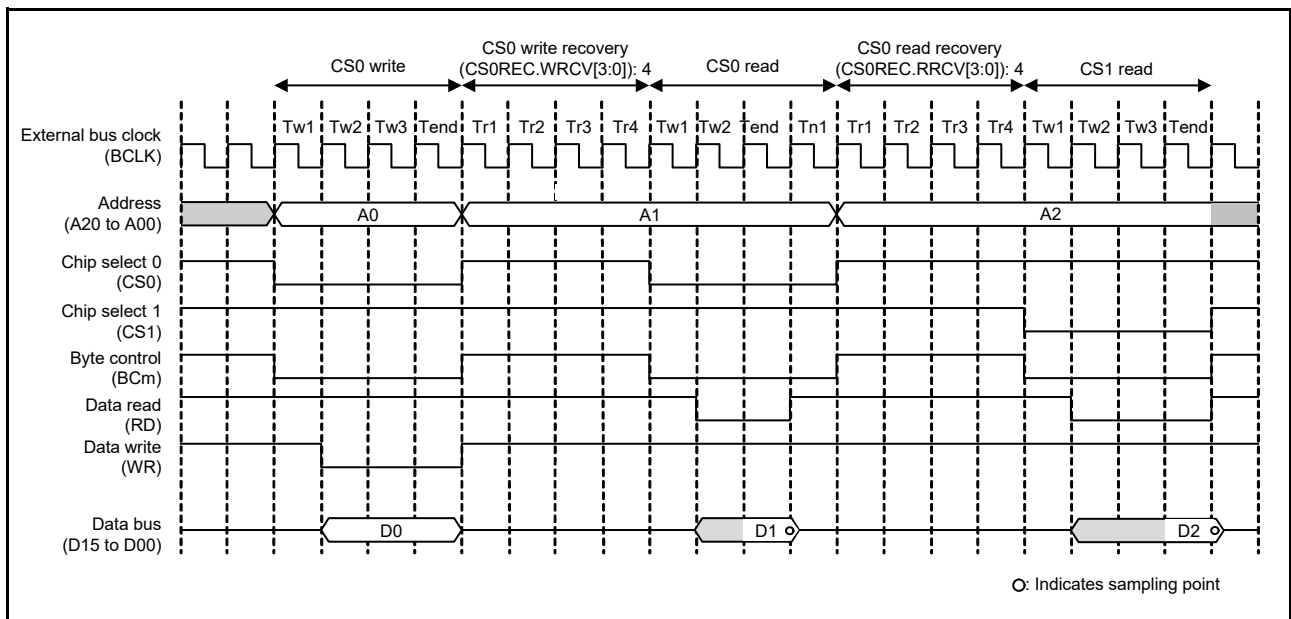 CS0 write
CS0 write recovery
(CS0REC.WRCV[3:0]): 4
CS0 read
CS0 read recovery
(CS0REC.RRCV[3:0]): 4
CS1 read
External bus clock
(BCLK)
Tw1 Tw2 Tw3 Tend Tr1 Tr2 Tr3 Tr4 Tw1 Tw2 Tend Tn1 Tr1 Tr2 Tr3 Tr4 Tw1 Tw2 Tw3 Tend
Address
(A20 to A00)
A0 A1 A2
Chip select 0
(CS0)
Chip select 1
(CS1)
Byte control
(BCm)
Data read
(RD)
Data write
(WR)
Data bus
(D15 to D00)
D0 D1 D2
: Indicates sampling point